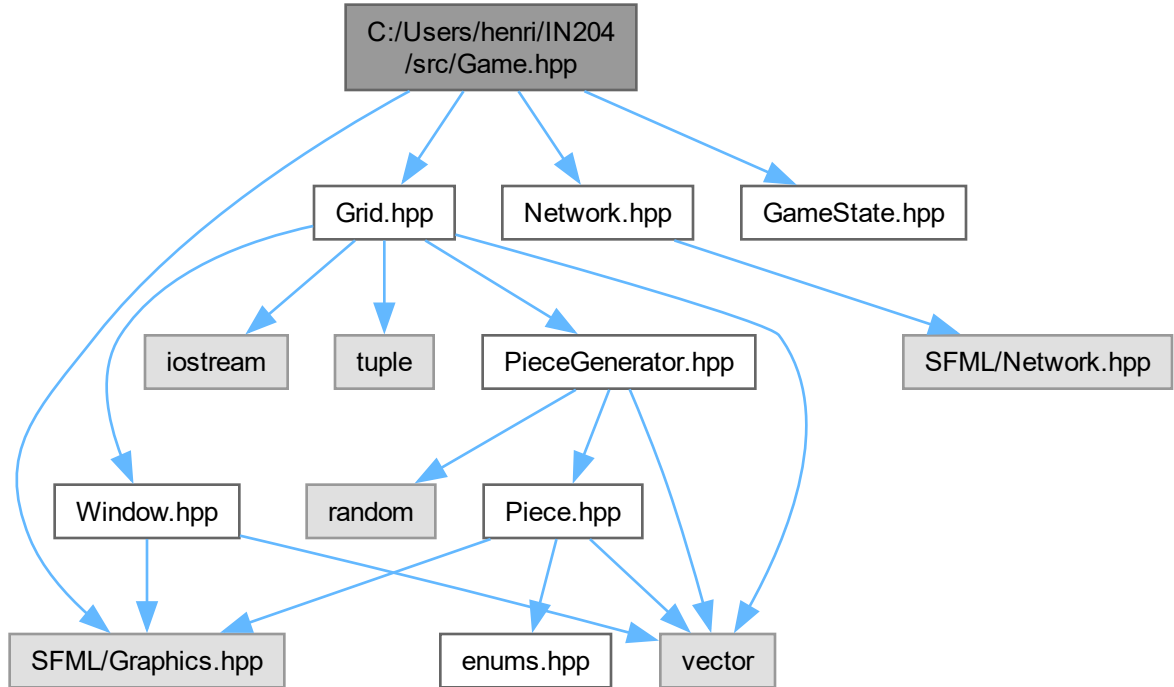 C:/Users/henri/IN204
/src/Game.hpp
Grid.hpp
Network.hpp
GameState.hpp
iostream
tuple
PieceGenerator.hpp
SFML/Network.hpp
Window.hpp
random
Piece.hpp
SFML/Graphics.hpp
enums.hpp
vector